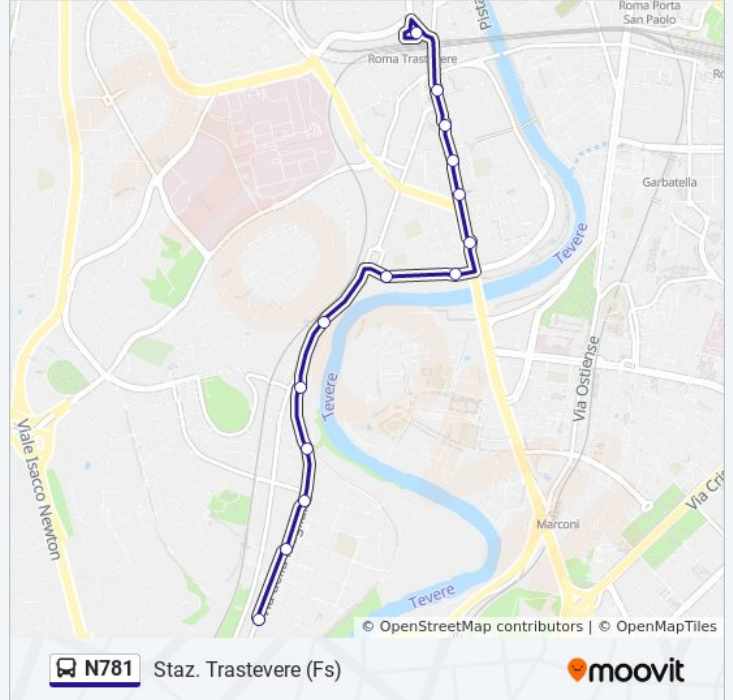 Roma Porta
San Paolo
Roma Trastevere
Garbatella
Tevere
Via Ostiense
Tevere
Viale Isacco Newton
Marconi
Tevere
© OpenStreetMap contributors | © OpenMapTiles
N781 Staz. Trastevere (Fs)
moovit